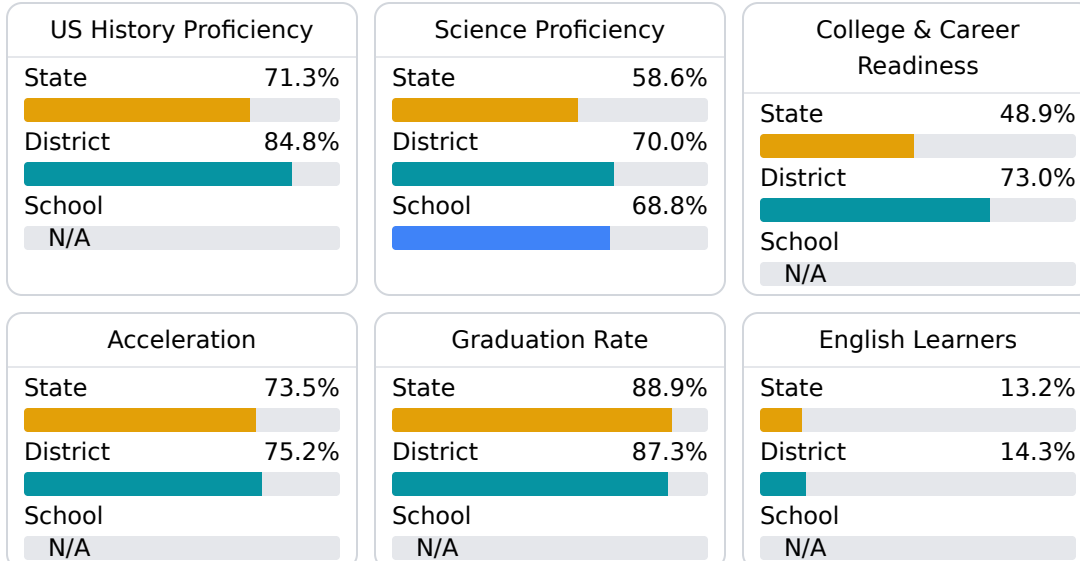 US History Proficiency
State 71.3%
District 84.8%
School
N/A
Science Proficiency
State 58.6%
District 70.0%
School 68.8%
College & Career
Readiness
State 48.9%
District 73.0%
School
N/A
Acceleration
State 73.5%
District 75.2%
School
N/A
Graduation Rate
State 88.9%
District 87.3%
School
N/A
English Learners
State 13.2%
District 14.3%
School
N/A